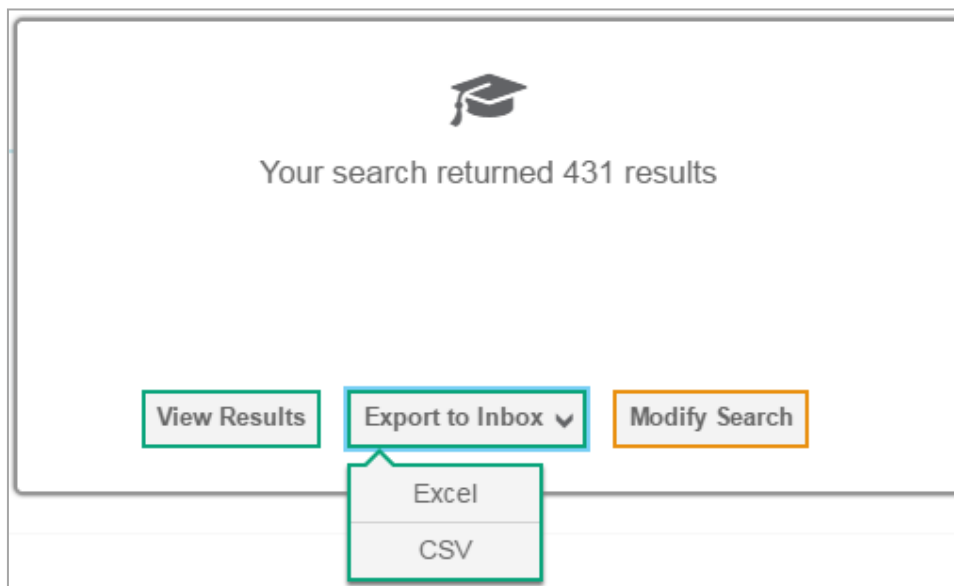 Your search returned 431 results
View Results
Export to Inbox
Modify Search
Excel
CSV